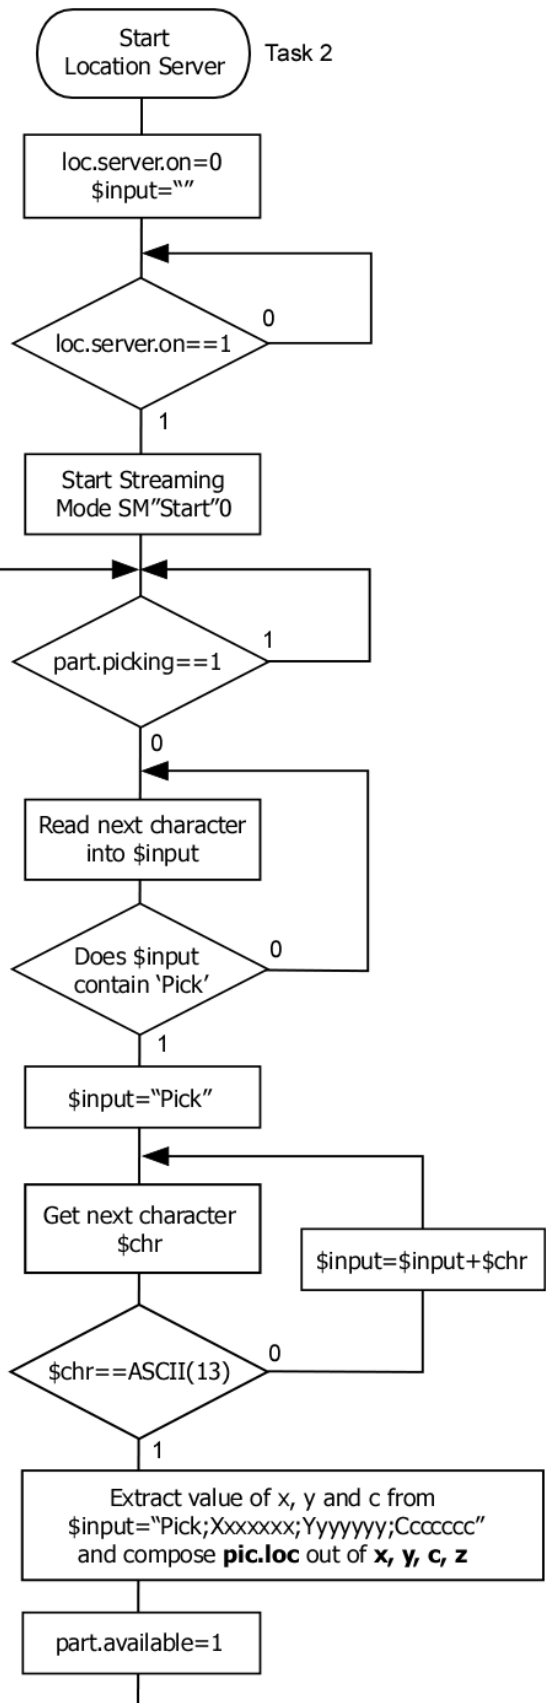 Start
Location Server
Task 2
loc.server.on=0
$input=“”
0
loc.server.on==1
1
Start Streaming
Mode SM”Start”0
1
part.picking==1
0
Read next character
into $input
0
Does $input
contain ‘Pick’
1
$input=“Pick”
Get next character
$chr
$input=$input+$chr
0
$chr==ASCII(13)
1
Extract value of x, y and c from
$input=“Pick;Xxxxxxx;Yyyyyyy;Ccccccc”
and compose pic.loc out of x, y, c, z
part.available=1